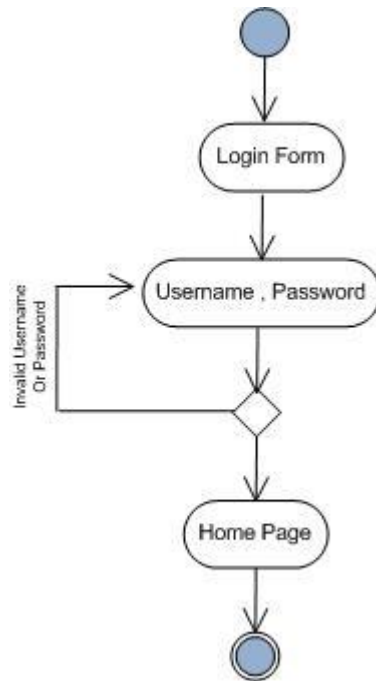 Login Form
Username , Password
Invalid Username
Or Password
Home Page